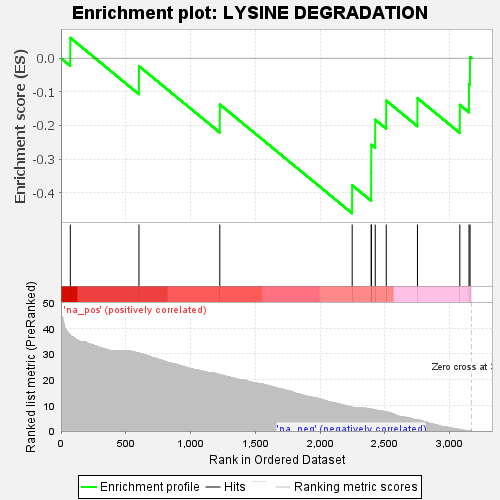 Enrichment plot: LYSINE DEGRADATION
Enrichment score (ES)
0.0
-0.1
-0.2
-0.3
-0.4
'na_pos' (positively correlated)
Ranked list metric (PreRanked)
50
40
30
20
10
0
Zero cross at
'na_neg' (negatively correlated)
0
500
1,000
1,500
2,000
2,500
3,000
Rank in Ordered Dataset
Enrichment profile
Hits
Ranking metric scores